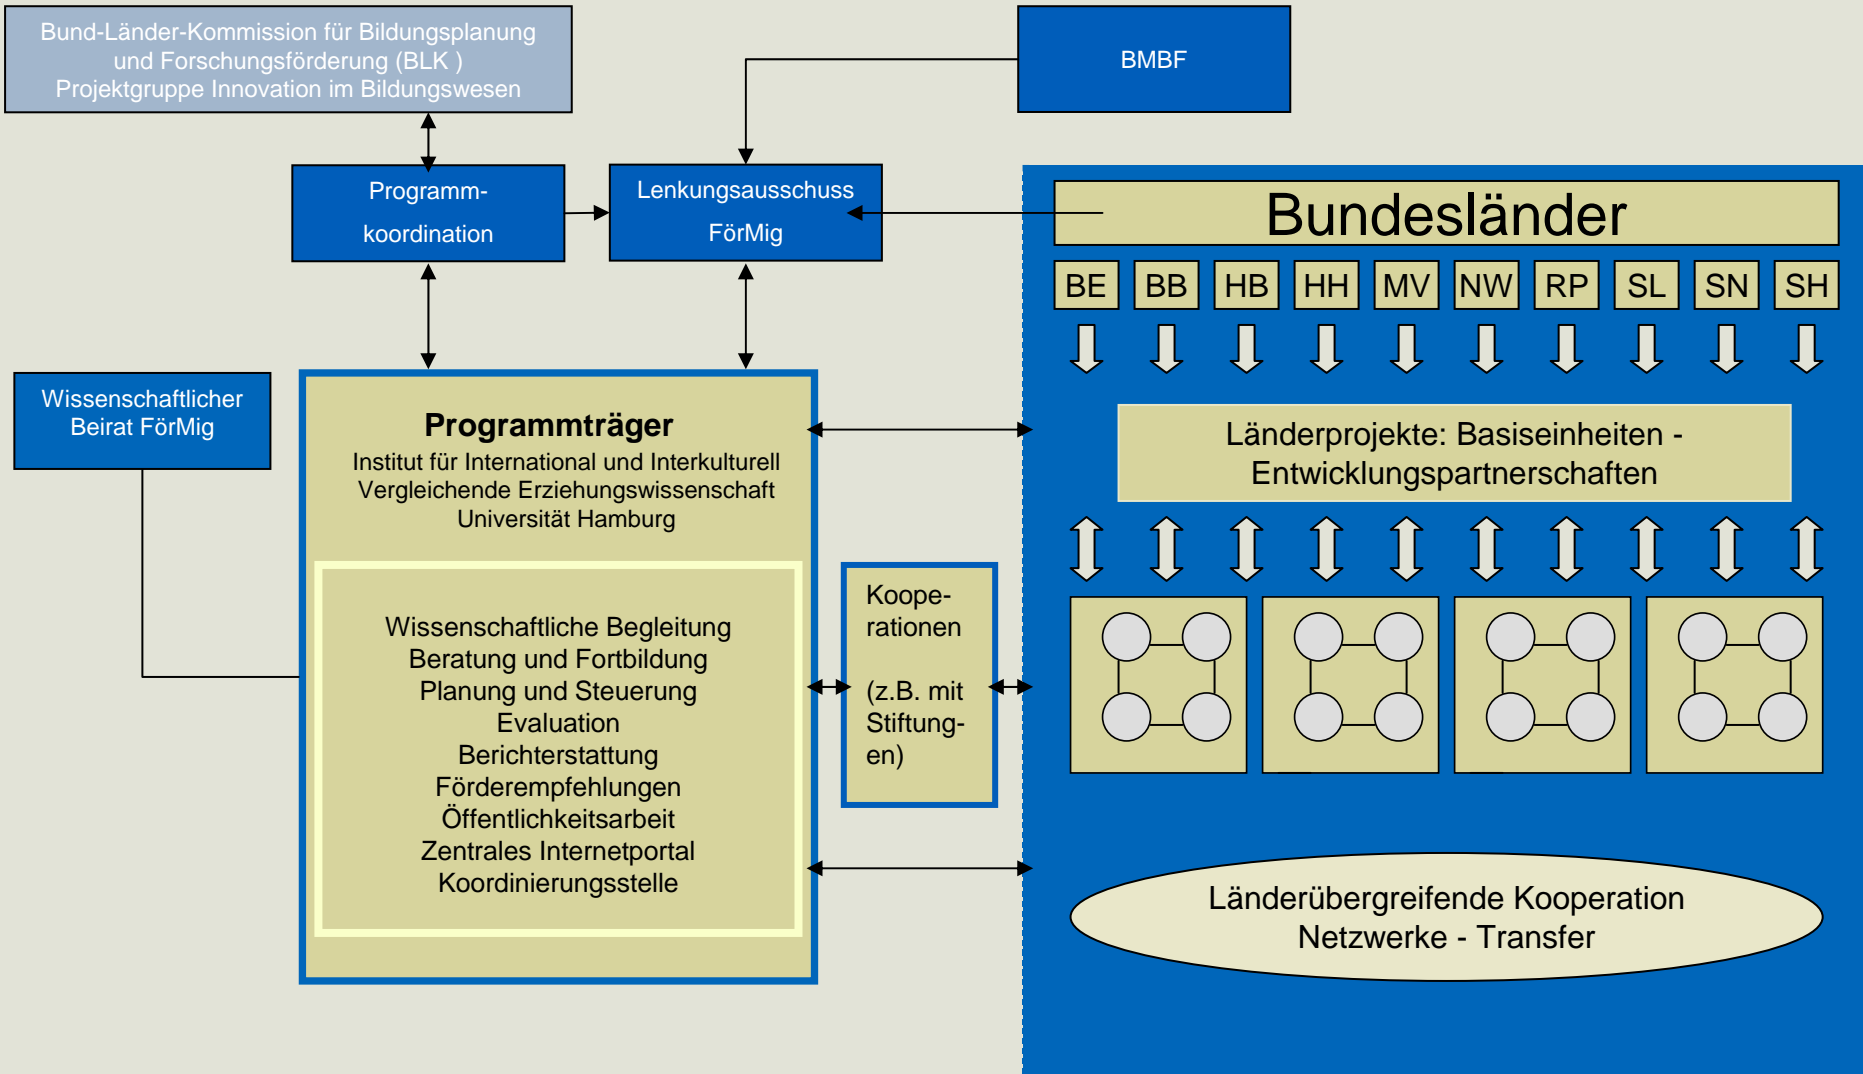 Bund-Länder-Kommission für Bildungsplanung
und Forschungsförderung (BLK )
Projektgruppe Innovation im Bildungswesen
BMBF
Programm-
koordination
Lenkungsausschuss
FörMig
Bundesländer
BE BB HB HH MV NW RP SL SN SH
Wissenschaftlicher
Beirat FörMig
Programmträger
Institut für International und Interkulturell
Vergleichende Erziehungswissenschaft
Universität Hamburg
Wissenschaftliche Begleitung
Beratung und Fortbildung
Planung und Steuerung
Evaluation
Berichterstattung
Förderempfehlungen
Öffentlichkeitsarbeit
Zentrales Internetportal
Koordinierungsstelle
Koope-
rationen
(z.B. mit
Stiftung-
en)
Länderprojekte: Basiseinheiten -
Entwicklungspartnerschaften
Länderübergreifende Kooperation
Netzwerke - Transfer